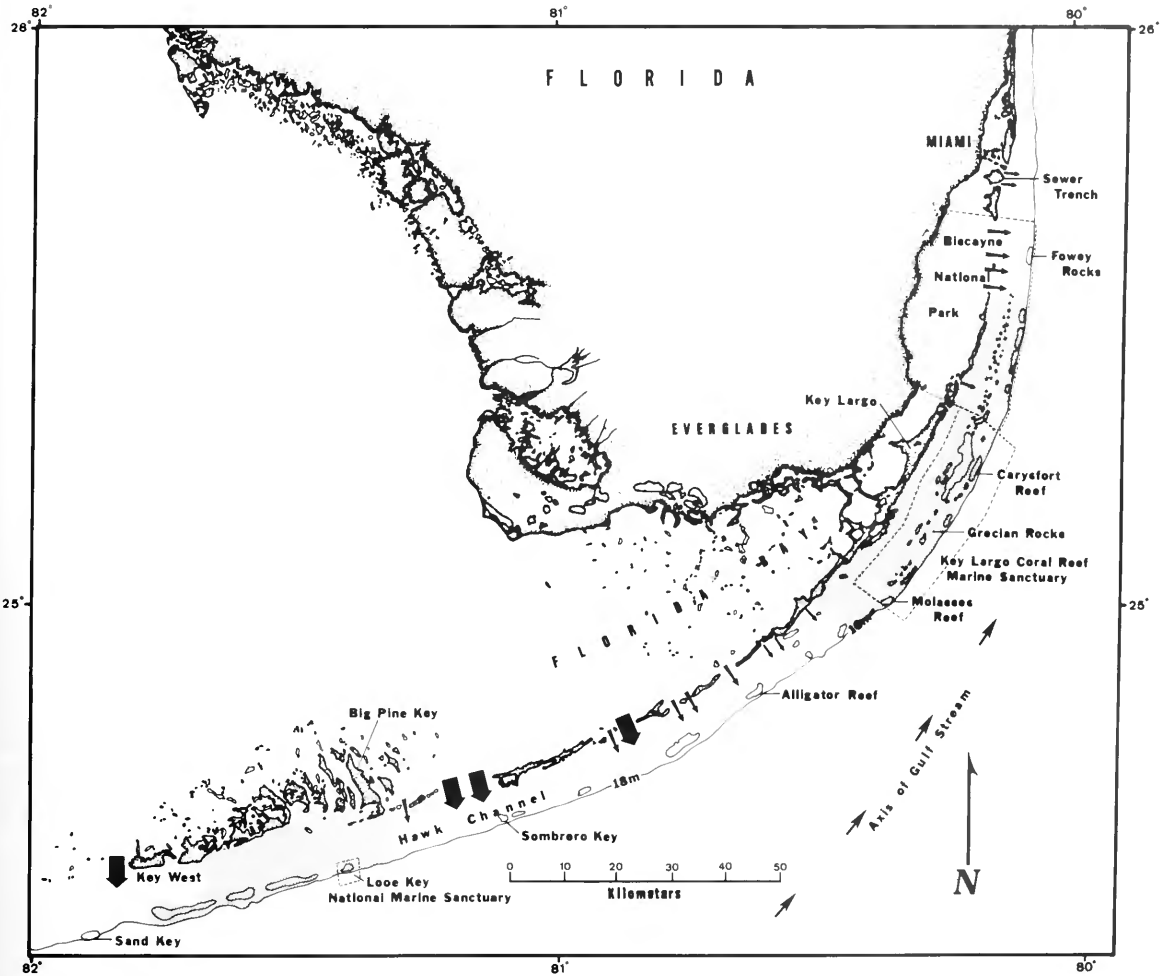 82°
81°
80°
26°
26°
FLORIDA
MIAMI
Sewer
Trench
Biscayne
National
Park
Fowey
Rocks
Key Largo
EVERGLADES
Carysfort
Reef
Grecian Rocks
Key Largo Coral Reef
Marine Sanctuary
25°
25°
Molasses
Reef
FLORIDA BAY
Alligator Reef
Big Pine Key
Axis of Gulf Stream
18m
Hawk Channel
Sombrero Key
Key West
Looe Key
National Marine Sanctuary
0 10 20 30 40 50
Kilometers
N
Sand Key
82°
81°
80°